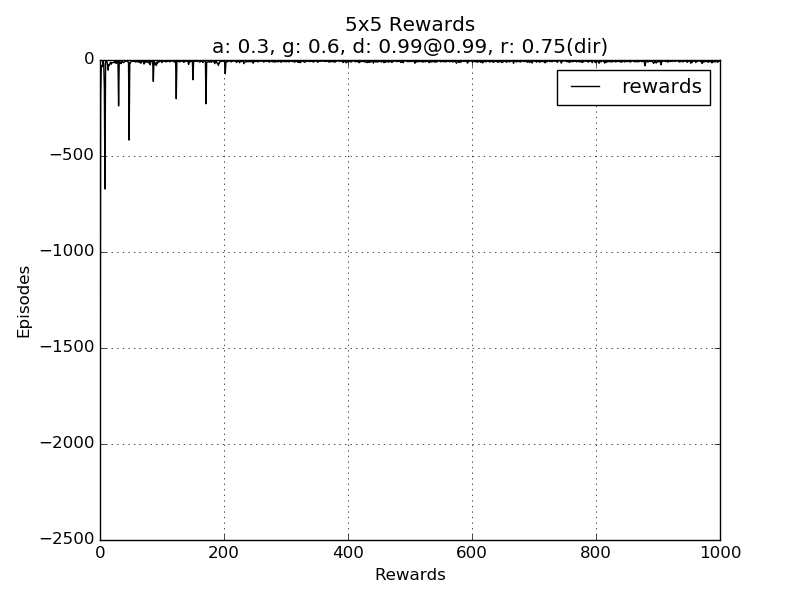 5x5 Rewards
a: 0.3, g: 0.6, d: 0.99@0.99, r: 0.75(dir)
rewards
0
−500
−1000
−1500
−2000
−2500
Episodes
0 200 400 600 800 1000
Rewards